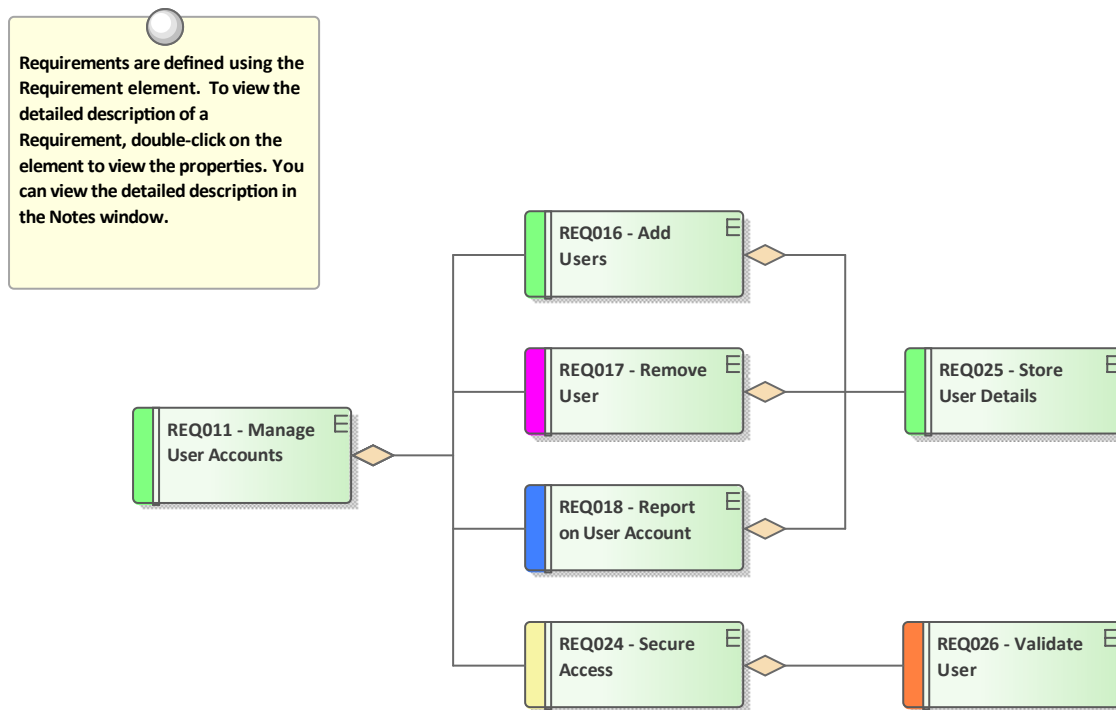 Requirements are defined using the
Requirement element.  To view the
detailed description of a
Requirement, double-click on the
element to view the properties. You
can view the detailed description in
the Notes window.
REQ016 - Add
Users
E
REQ017 - Remove
User
E
REQ025 - Store
User Details
E
REQ011 - Manage
User Accounts
E
REQ018 - Report
on User Account
E
REQ024 - Secure
Access
E
REQ026 - Validate
User
E